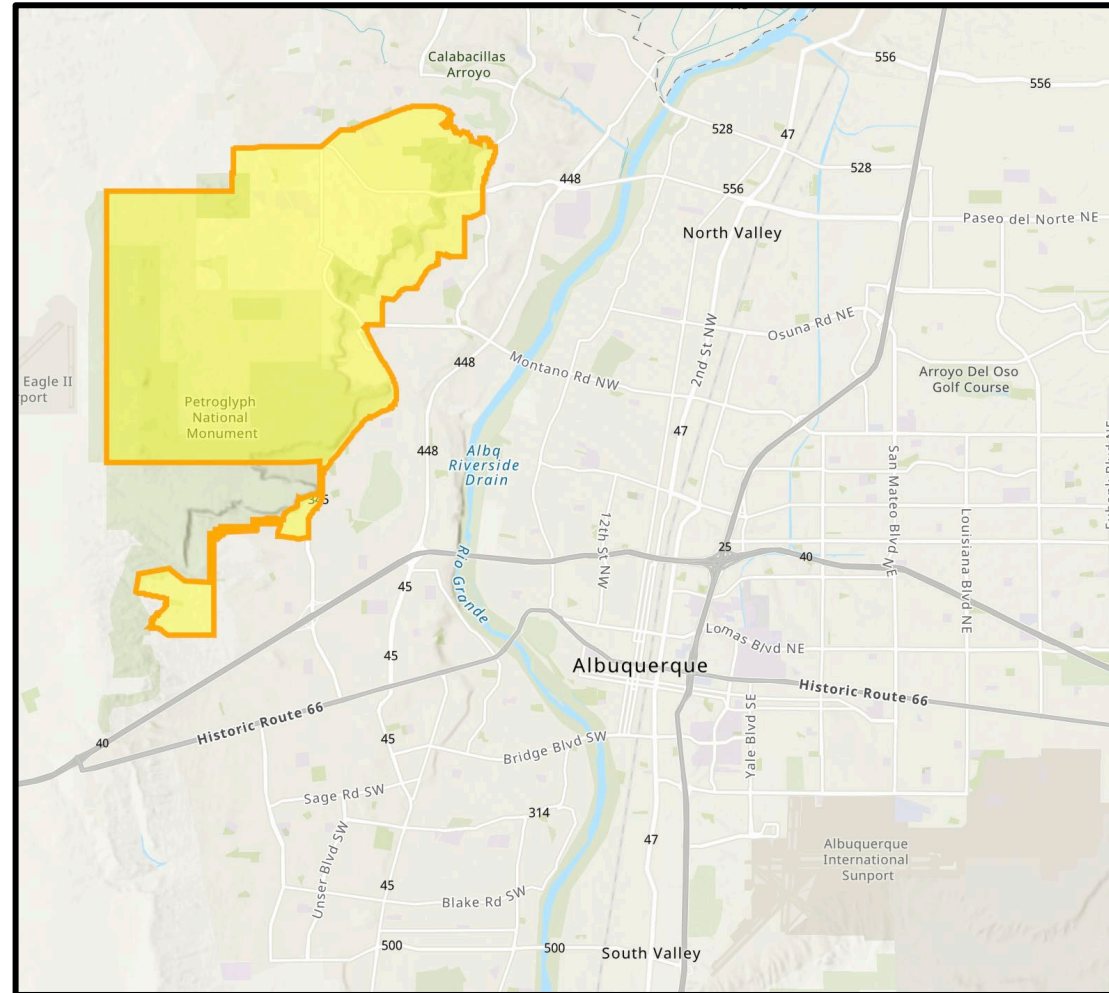 Calabacillas
Arroyo
556
556
528
47
528
448
556
Paseo del Norte NE
North Valley
Osuna Rd NE
2nd St NW
448
Montano Rd NW
Arroyo Del Oso
Golf Course
Eagle II
port
Petroglyph
National
Monument
47
448
Albq
Riverside
Drain
San Mateo Blvd NE
Louisiana Blvd NE
12th St NW
25
40
45
Rio Grande
45
Lomas Blvd NE
Albuquerque
Historic Route 66
Historic Route 66
Yale Blvd SE
40
45
Bridge Blvd SW
Sage Rd SW
314
47
Albuquerque
International
Sunport
Unser Blvd SW
45
Blake Rd SW
500
500
South Valley